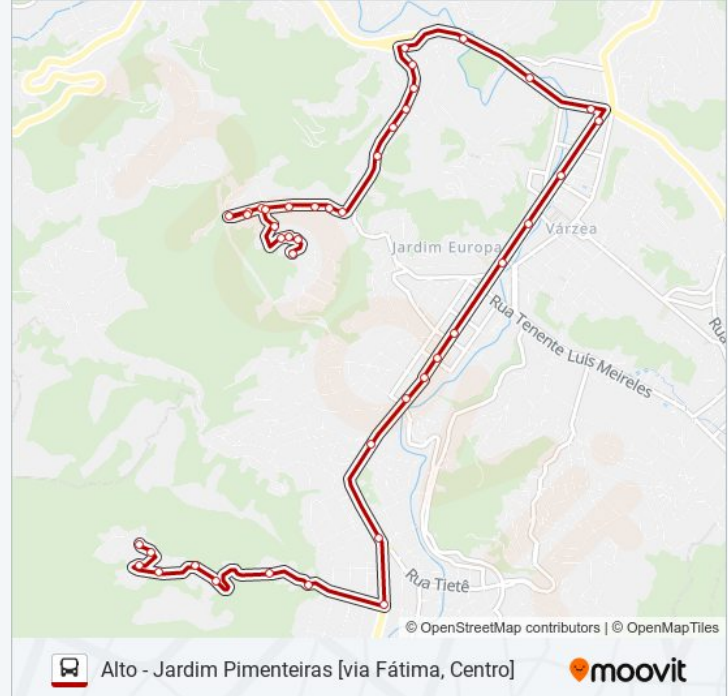 Jardim Europa
Várzea
Rua Tenente Luís Meireles
Rua
Rua Tietê
© OpenStreetMap contributors | © OpenMapTiles
Alto - Jardim Pimenteiras [via Fátima, Centro]
moovit